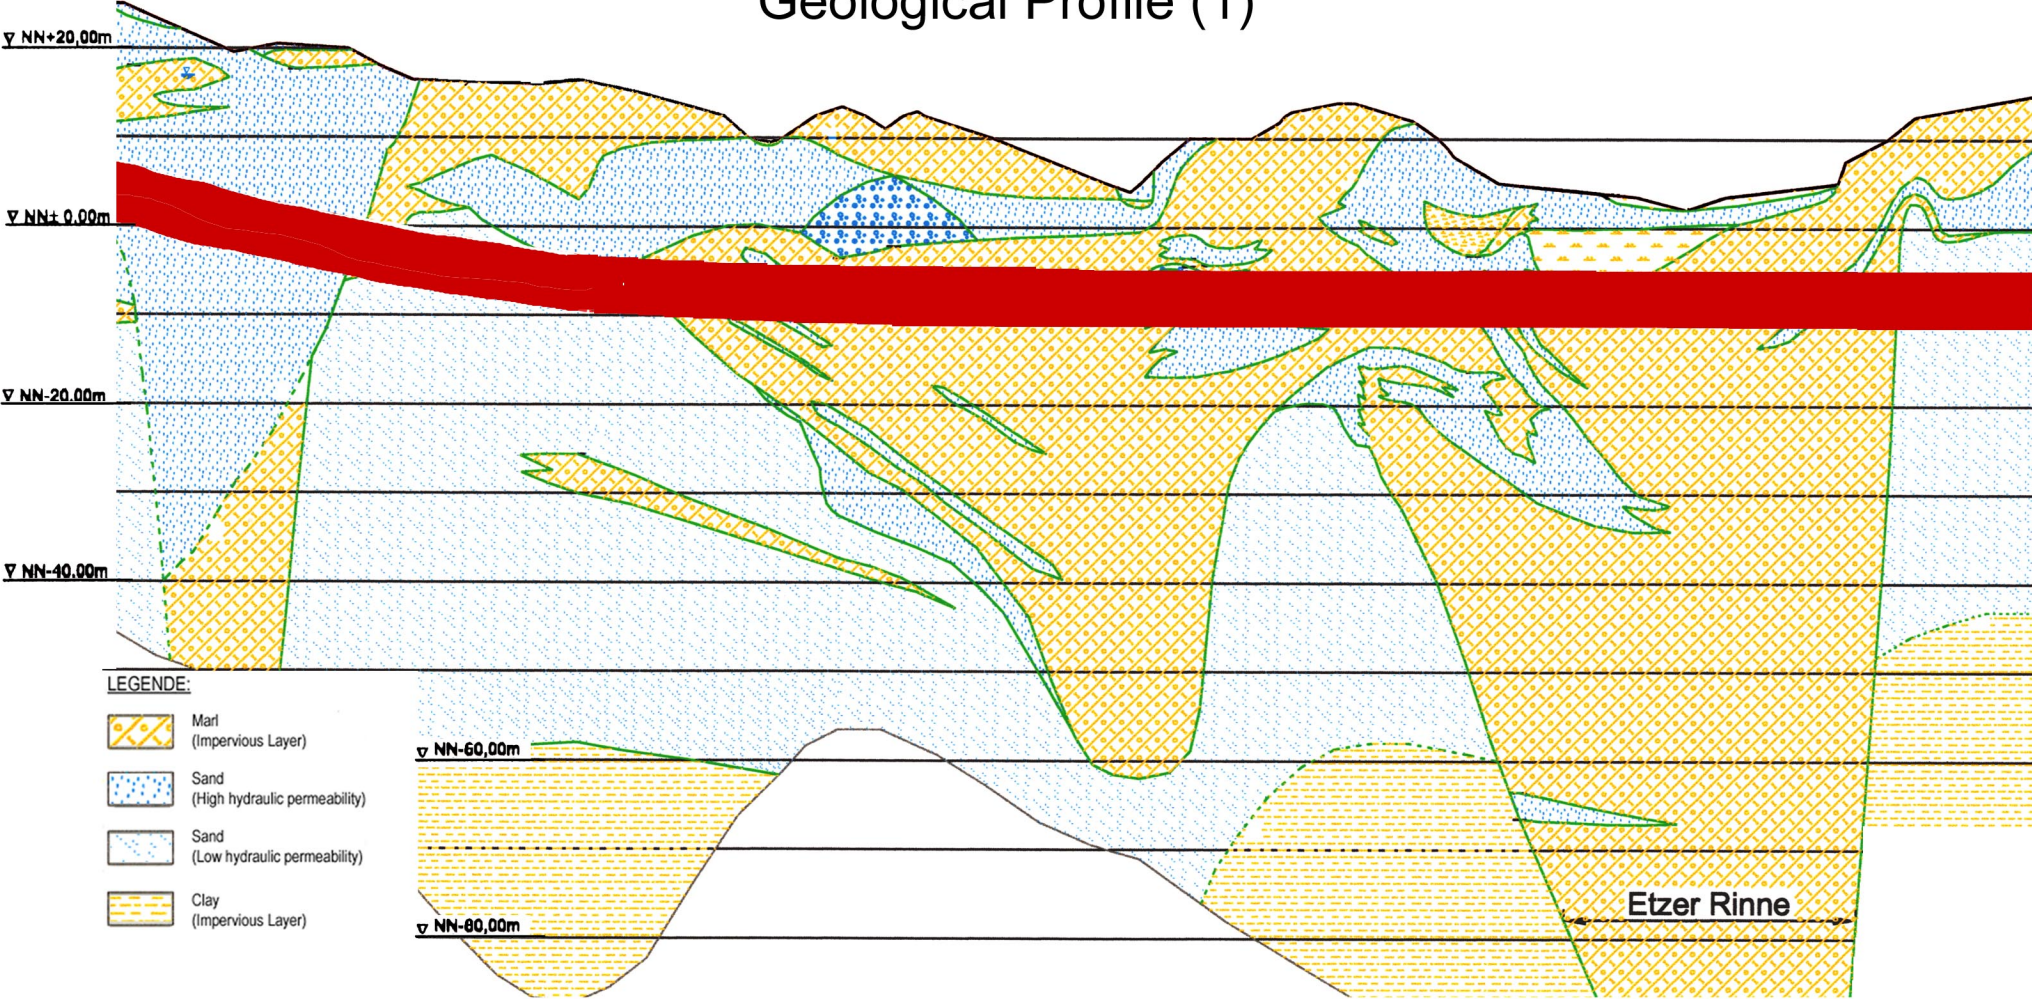 Geological Profile (1)
∇ NN+20,00m
∇ NN± 0.00m
∇ NN-20.00m
∇ NN-40.00m
LEGENDE:
Marl
(Impervious Layer)
Sand
(High hydraulic permeability)
Sand
(Low hydraulic permeability)
Clay
(Impervious Layer)
∇ NN-60,00m
∇ NN-80,00m
Etzer Rinne